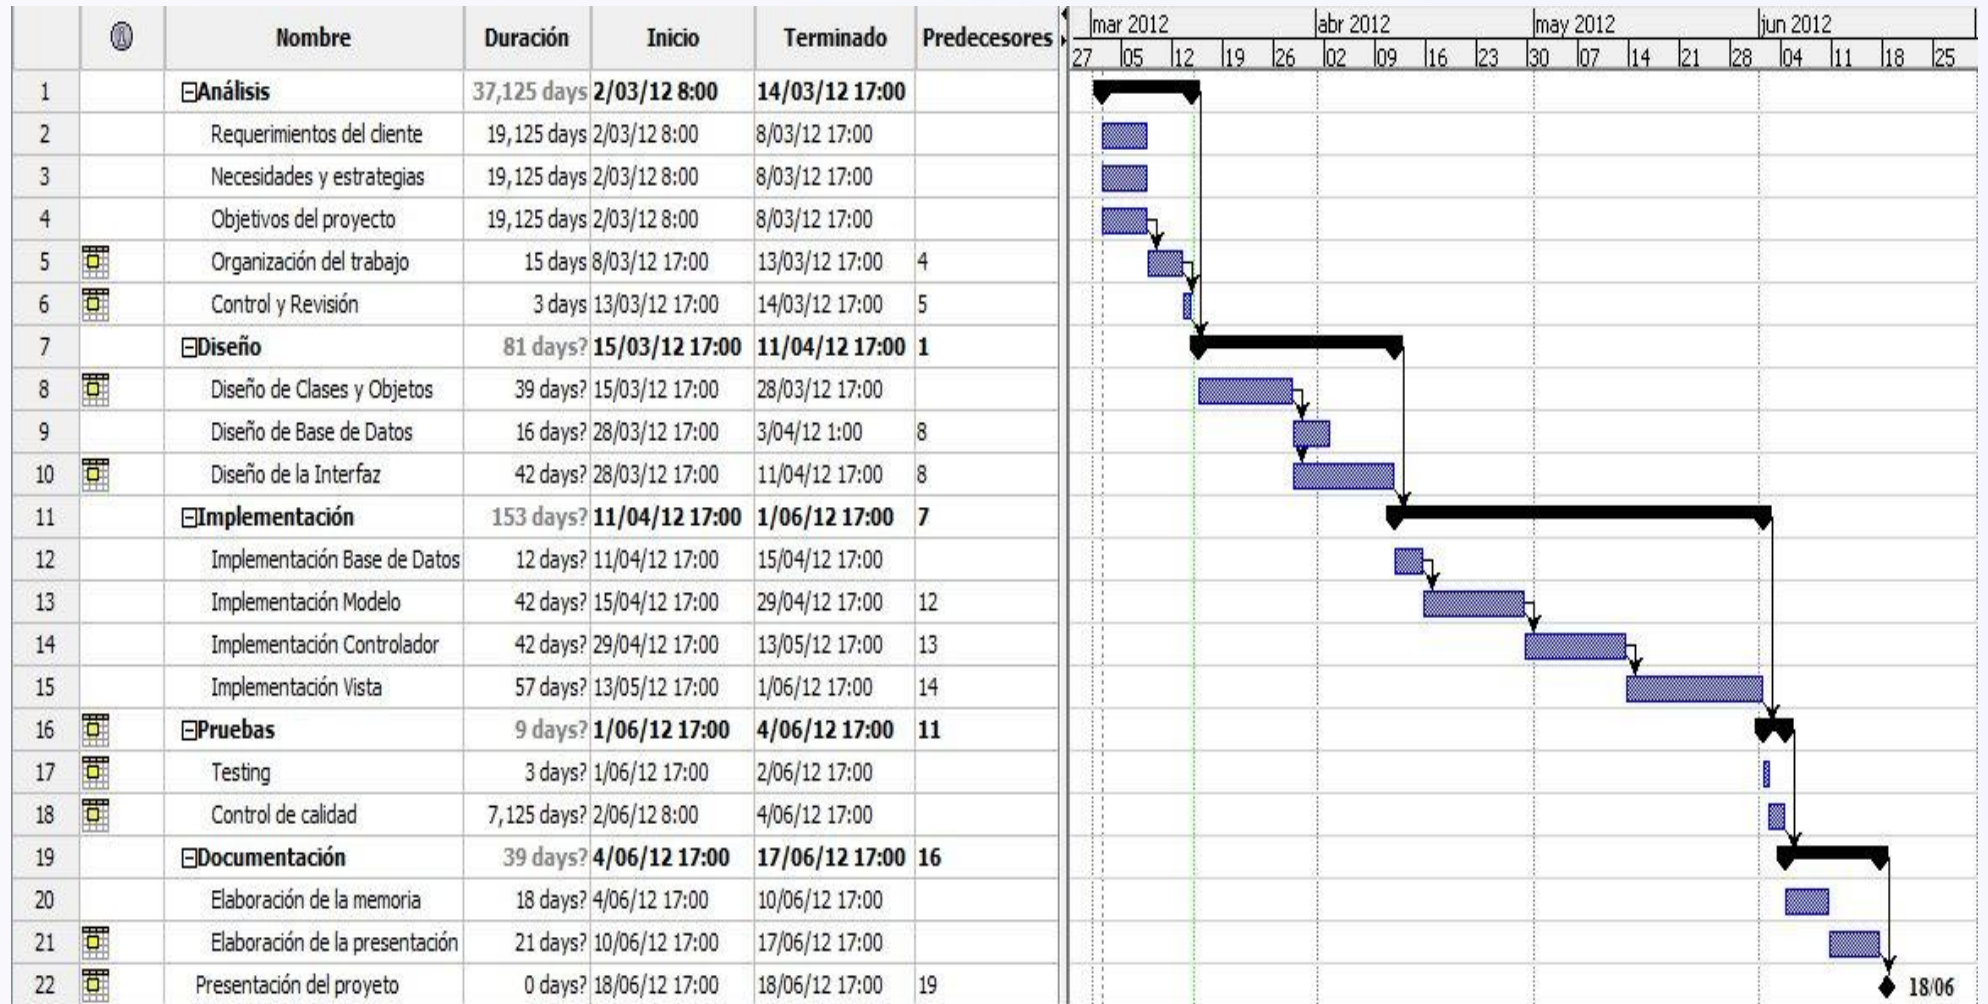 Nombre Duración Inicio Terminado Predecesores
mar 2012 abr 2012 may 2012 jun 2012
27 05 12 19 26 02 09 16 23 30 07 14 21 28 04 11 18 25
1 Análisis 37,125 days 2/03/12 8:00 14/03/12 17:00
2 Requerimientos del cliente 19,125 days 2/03/12 8:00 8/03/12 17:00
3 Necesidades y estrategias 19,125 days 2/03/12 8:00 8/03/12 17:00
4 Objetivos del proyecto 19,125 days 2/03/12 8:00 8/03/12 17:00
5 Organización del trabajo 15 days 8/03/12 17:00 13/03/12 17:00 4
6 Control y Revisión 3 days 13/03/12 17:00 14/03/12 17:00 5
7 Diseño 81 days? 15/03/12 17:00 11/04/12 17:00 1
8 Diseño de Clases y Objetos 39 days? 15/03/12 17:00 28/03/12 17:00
9 Diseño de Base de Datos 16 days? 28/03/12 17:00 3/04/12 1:00 8
10 Diseño de la Interfaz 42 days? 28/03/12 17:00 11/04/12 17:00 8
11 Implementación 153 days? 11/04/12 17:00 1/06/12 17:00 7
12 Implementación Base de Datos 12 days? 11/04/12 17:00 15/04/12 17:00
13 Implementación Modelo 42 days? 15/04/12 17:00 29/04/12 17:00 12
14 Implementación Controlador 42 days? 29/04/12 17:00 13/05/12 17:00 13
15 Implementación Vista 57 days? 13/05/12 17:00 1/06/12 17:00 14
16 Pruebas 9 days? 1/06/12 17:00 4/06/12 17:00 11
17 Testing 3 days? 1/06/12 17:00 2/06/12 17:00
18 Control de calidad 7,125 days? 2/06/12 8:00 4/06/12 17:00
19 Documentación 39 days? 4/06/12 17:00 17/06/12 17:00 16
20 Elaboración de la memoria 18 days? 4/06/12 17:00 10/06/12 17:00
21 Elaboración de la presentación 21 days? 10/06/12 17:00 17/06/12 17:00
22 Presentación del proyeto 0 days? 18/06/12 17:00 18/06/12 17:00 19 18/06